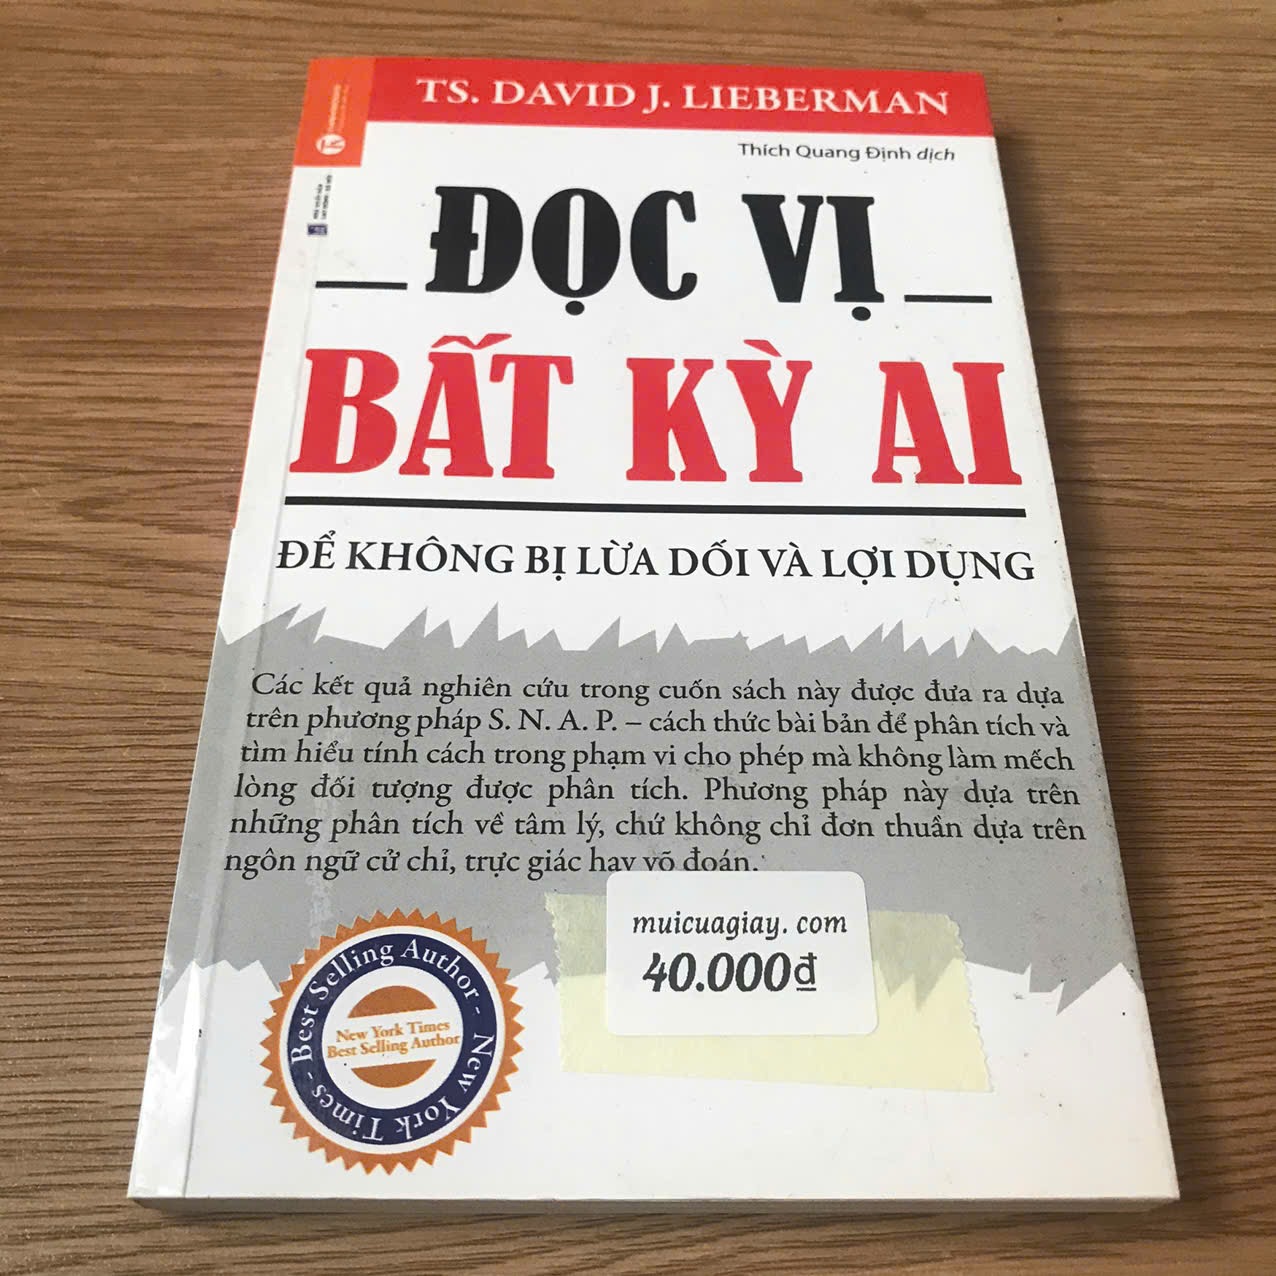 TS. DAVID J. LIEBERMAN
Thích Quang Định dịch
ĐỌC VỊ
BẤT KỲ AI
ĐỂ KHÔNG BỊ LỪA DỐI VÀ LỢI DỤNG
Các kết quả nghiên cứu trong cuốn sách này được đưa ra dựa
trên phương pháp S. N. A. P. – cách thức bài bản để phân tích và
tìm hiểu tính cách trong phạm vi cho phép mà không làm mếch
lòng đối tượng được phân tích. Phương pháp này dựa trên
những phân tích về tâm lý, chứ không chỉ đơn thuần dựa trên
ngôn ngữ cử chỉ, trực giác hay võ đoán.
muicuagiay. com
40.000đ
Best Selling Author - New York Times -
New York Times
Best Selling Author